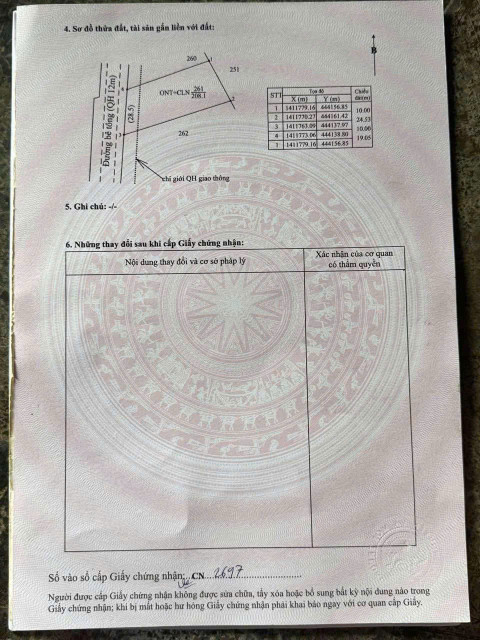 4. Sơ đồ thửa đất, tài sản gắn liền với đất:
B
260
1
251
ONT+CLN 261
208.1
4
2
3
262
(28.5)
Đường bê tông (QH 12m)
chỉ giới QH giao thông
STT Tọa độ Chiều dài(m)
X (m) Y (m)
1 1411779.16 444156.85
10.00
2 1411770.27 444161.42
24.53
3 1411763.09 444137.97
10.00
4 1411773.06 444138.80
19.05
1 1411779.16 444156.85
5. Ghi chú: -/-
6. Những thay đổi sau khi cấp Giấy chứng nhận:
Nội dung thay đổi và cơ sở pháp lý
Xác nhận của cơ quan
có thẩm quyền
Số vào sổ cấp Giấy chứng nhận: CN 2697
Người được cấp Giấy chứng nhận không được sửa chữa, tẩy xóa hoặc bổ sung bất kỳ nội dung nào trong
Giấy chứng nhận; khi bị mất hoặc hư hỏng Giấy chứng nhận phải khai báo ngay với cơ quan cấp Giấy.